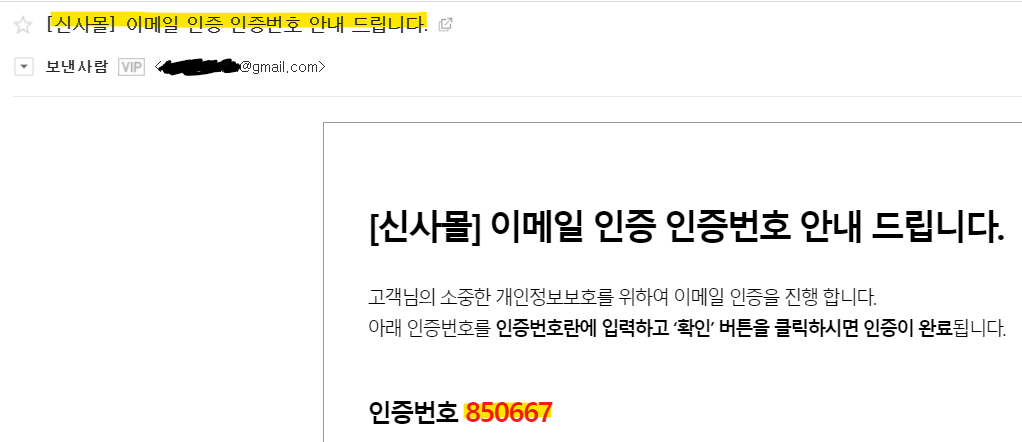 [신사몰] 이메일 인증 인증번호 안내 드립니다.
보낸사람 VIP < @gmail.com>
[신사몰] 이메일 인증 인증번호 안내 드립니다.
고객님의 소중한 개인정보보호를 위하여 이메일 인증을 진행 합니다.
아래 인증번호를 인증번호란에 입력하고 ‘확인’ 버튼을 클릭하시면 인증이 완료됩니다.
인증번호 850667